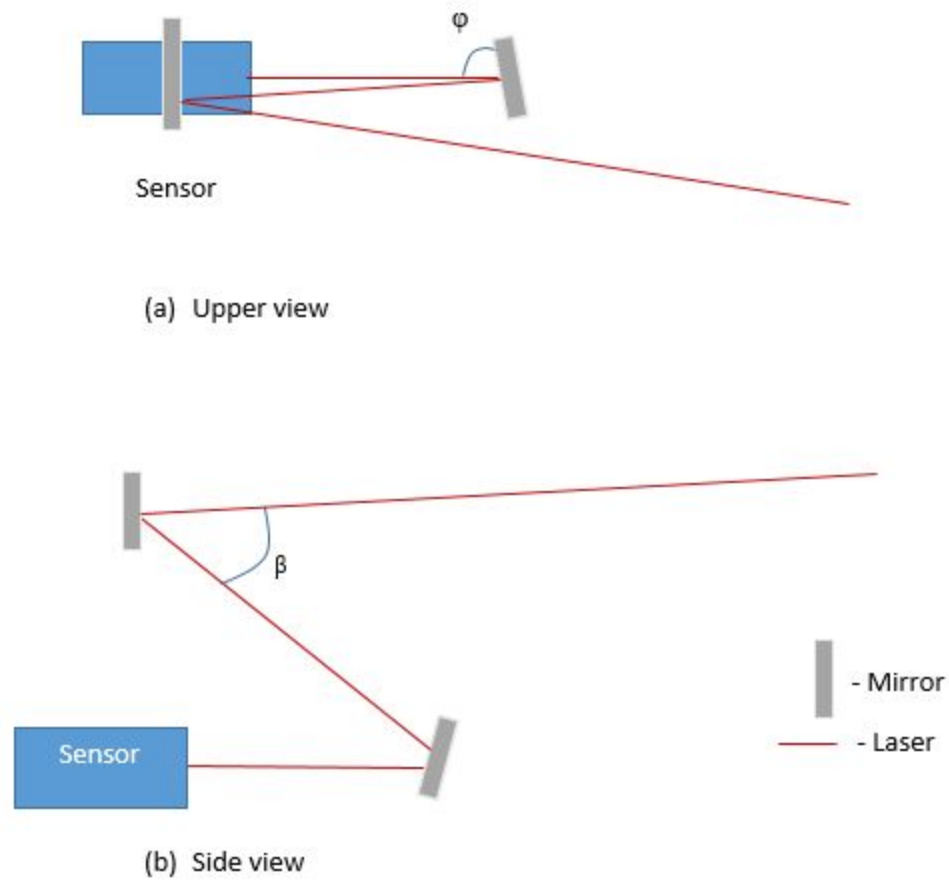 φ
Sensor
(a) Upper view
β
- Mirror
Sensor
- Laser
(b) Side view